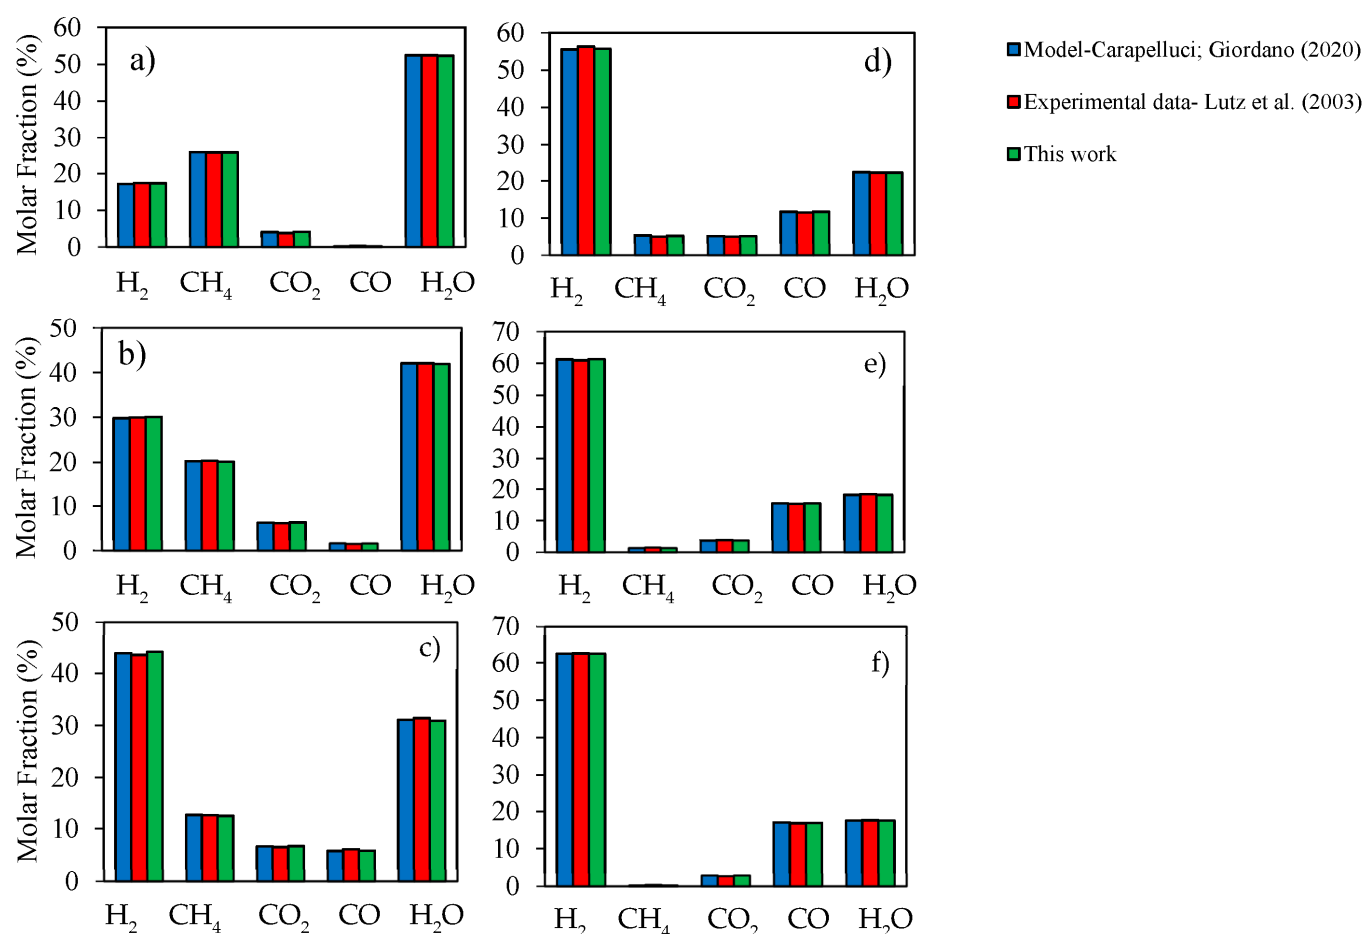 a)
Molar Fraction (%)
60
50
40
30
20
10
0
H₂ CH₄ CO₂ CO H₂O
d)
60
50
40
30
20
10
0
H₂ CH₄ CO₂ CO H₂O
Model-Carapelluci; Giordano (2020)
Experimental data- Lutz et al. (2003)
This work
b)
Molar Fraction (%)
50
40
30
20
10
0
H₂ CH₄ CO₂ CO H₂O
e)
70
60
50
40
30
20
10
0
H₂ CH₄ CO₂ CO H₂O
c)
Molar Fraction (%)
50
40
30
20
10
0
H₂ CH₄ CO₂ CO H₂O
f)
70
60
50
40
30
20
10
0
H₂ CH₄ CO₂ CO H₂O